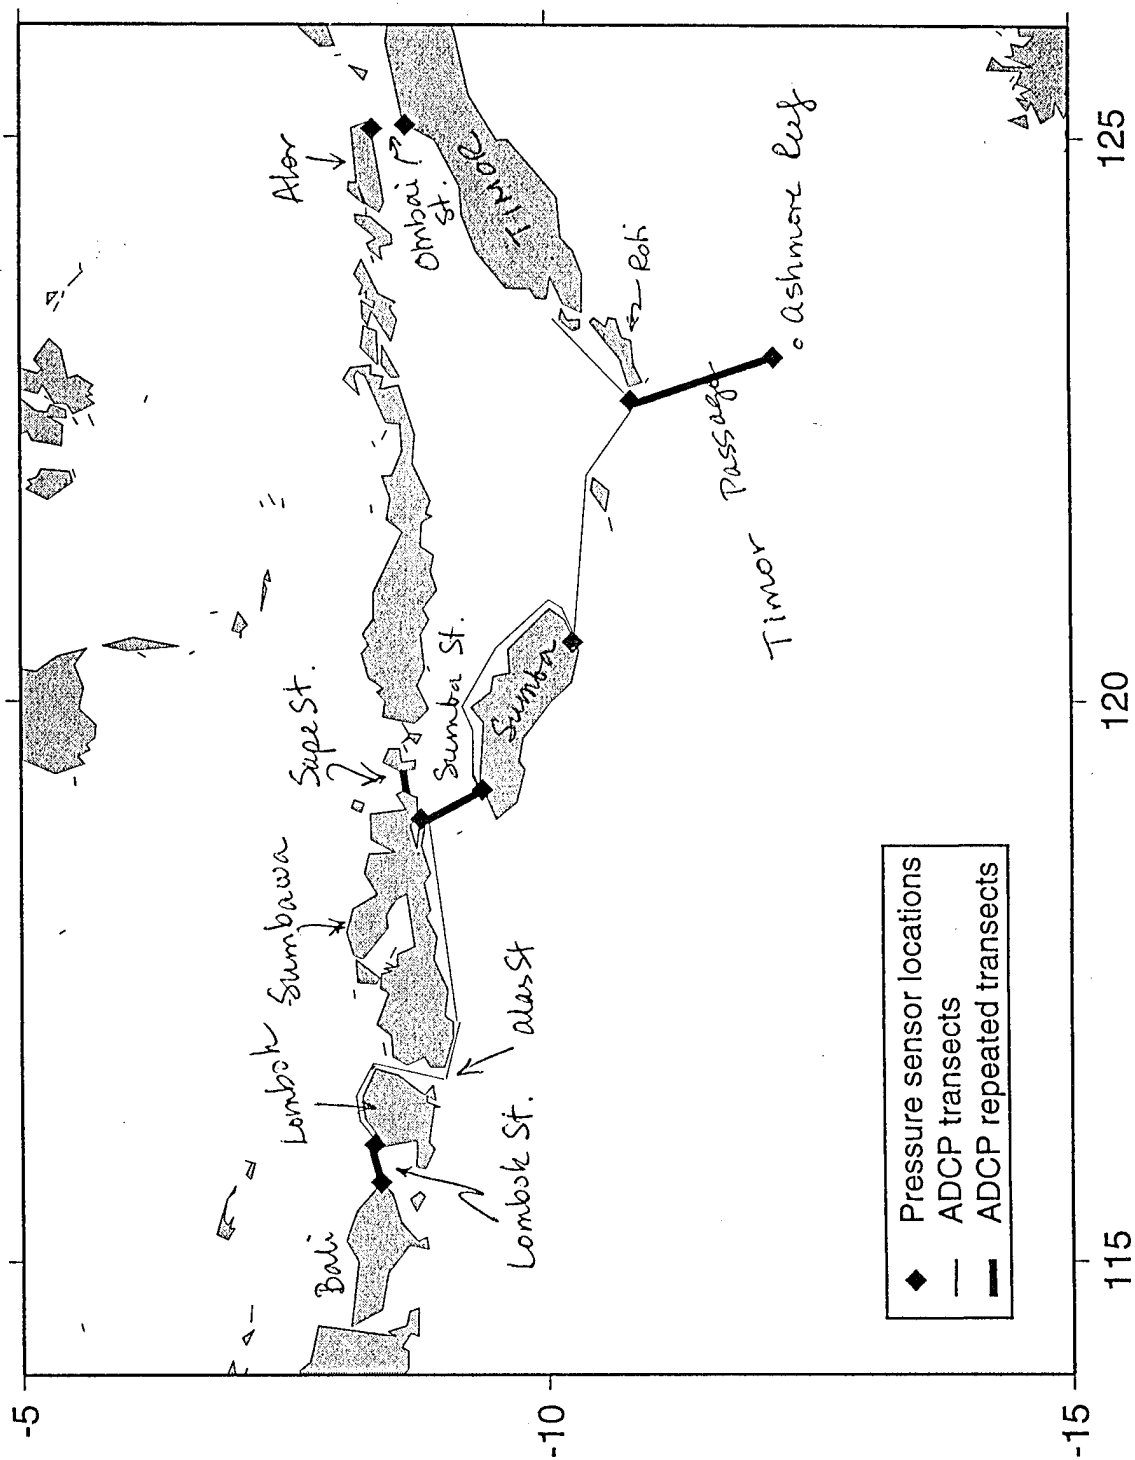 -5
-10
-15
115
120
125
Bali
Lombok
Sumbawa
Sape St.
Sumba St.
Alor
Ombai
St.
TIMOR
Roti
Ashmore Reef
Timor Passage
Sumba
Alas St
Lombok St.
Pressure sensor locations
ADCP transects
ADCP repeated transects